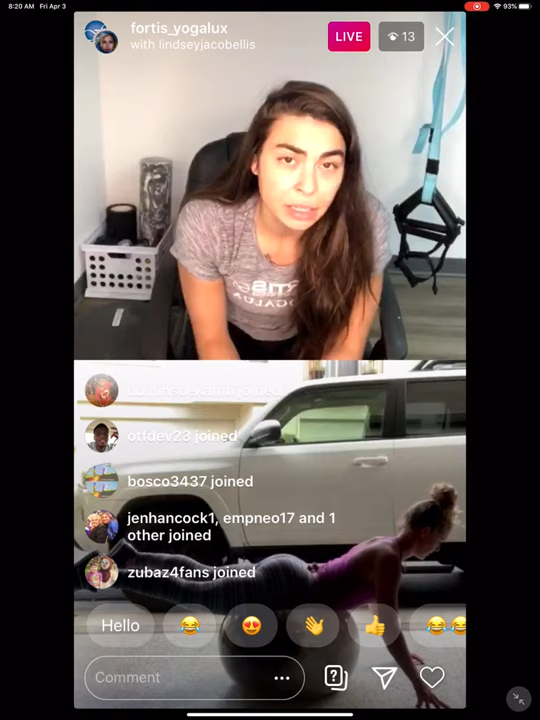 8:20 AM Fri Apr 3
93%
fortis_yogalux
with lindseyjacobellis
LIVE
13
joined
otfdev23 joined
bosco3437 joined
jenhancock1, empneo17 and 1
other joined
zubaz4fans joined
Hello
Comment